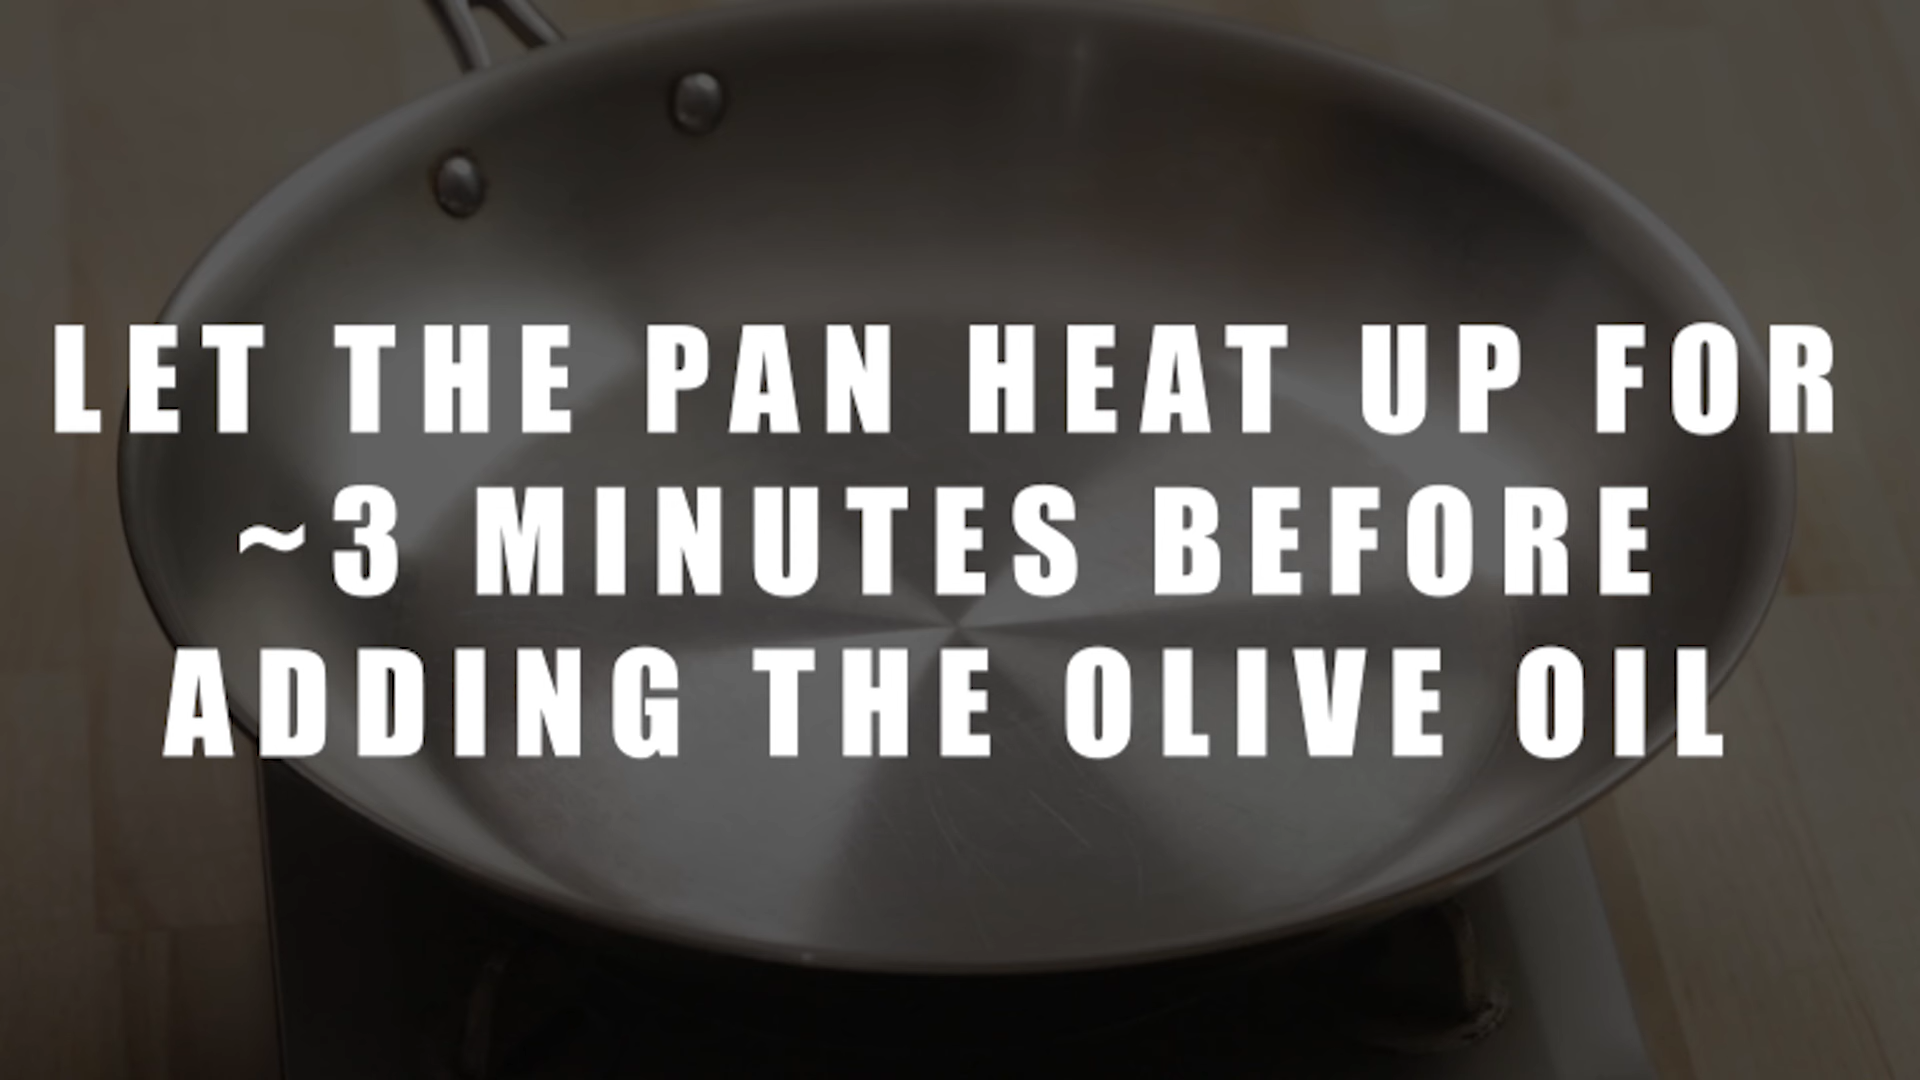 LET THE PAN HEAT UP FOR
~3 MINUTES BEFORE
ADDING THE OLIVE OIL